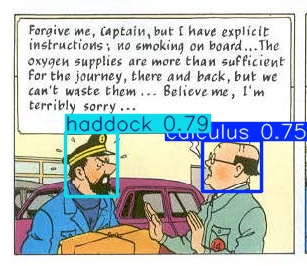 Forgive me, Captain, but I have explicit
instructions; no smoking on board...The
oxygen supplies are more than sufficient
for the journey, there and back, but we
can't waste them ... Believe me, I'm
terribly sorry ...
haddock 0.79
calculus 0.75